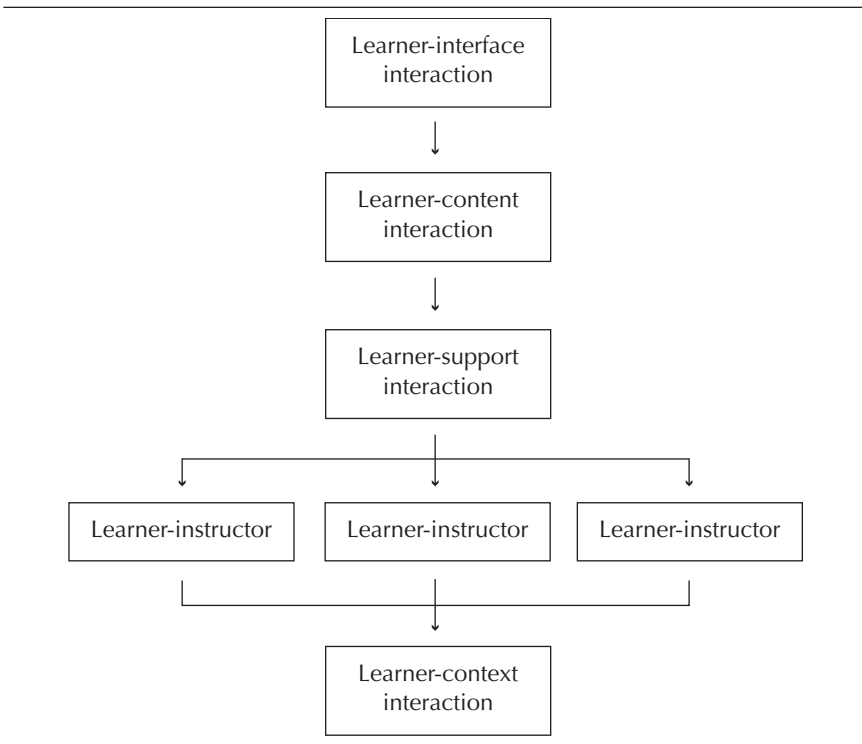 Learner-interface
interaction
Learner-content
interaction
Learner-support
interaction
Learner-instructor
Learner-instructor
Learner-instructor
Learner-context
interaction